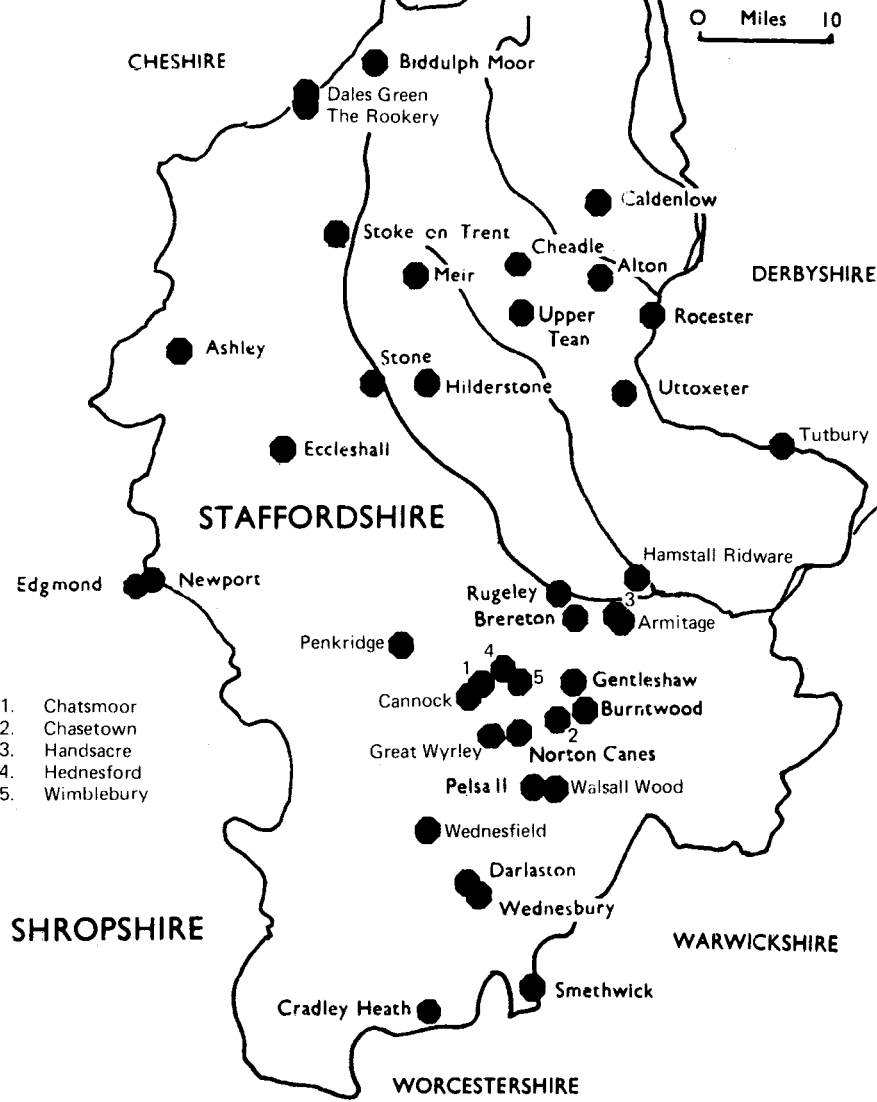 O Miles 10
CHESHIRE
Biddulph Moor
Dales Green
The Rookery
Caldenlow
Stoke on Trent
Cheadle
Alton
Meir
DERBYSHIRE
Upper
Tean
Rocester
Ashley
Stone
Hilderstone
Uttoxeter
Tutbury
Eccleshall
STAFFORDSHIRE
Hamstall Ridware
Edgmond
Newport
Rugeley
3
Brereton
Armitage
Penkridge
4
1
5
Gentleshaw
Cannock
Burntwood
2
Great Wyrley
Norton Canes
1. Chatsmoor
2. Chasetown
3. Handsacre
4. Hednesford
5. Wimblebury
Pelsall
Walsall Wood
Wednesfield
Darlaston
Wednesbury
SHROPSHIRE
WARWICKSHIRE
Smethwick
Cradley Heath
WORCESTERSHIRE